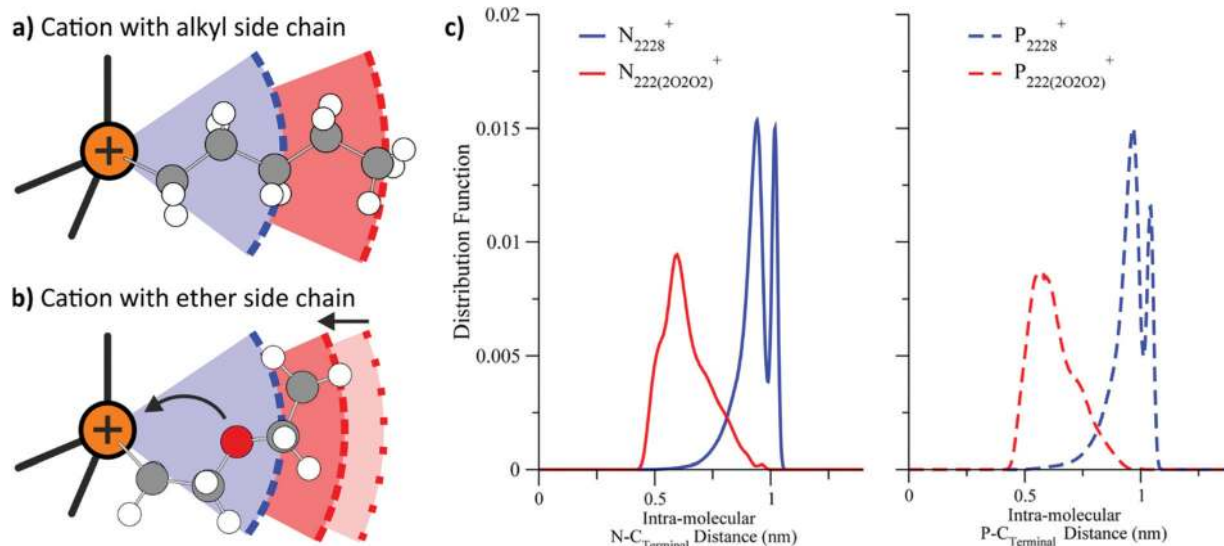 a) Cation with alkyl side chain
+
b) Cation with ether side chain
+
c)
0.02
0.015
0.01
0.005
0
Distribution Function
N2228+
N222(2O2O2)+
0 0.5 1
Intra-molecular
N-CTerminal Distance (nm)
P2228+
P222(2O2O2)+
0 0.5 1
Intra-molecular
P-CTerminal Distance (nm)